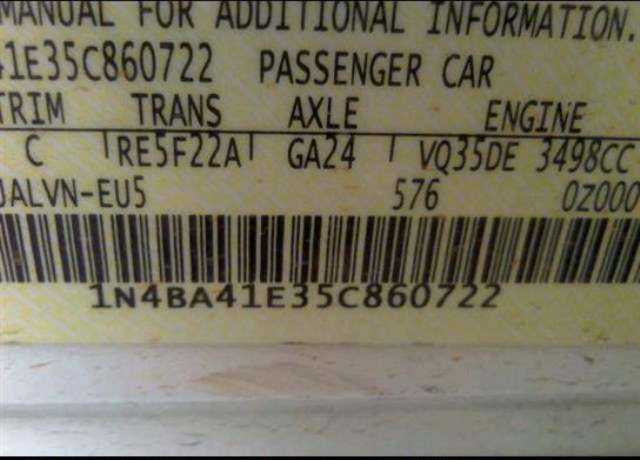 MANUAL FOR ADDITIONAL INFORMATION.
41E35C860722 PASSENGER CAR
TRIM TRANS AXLE ENGINE
C RE5F22A GA24 VQ35DE 3498CC
JALVN-EU5 576 0Z000
1N4BA41E35C860722